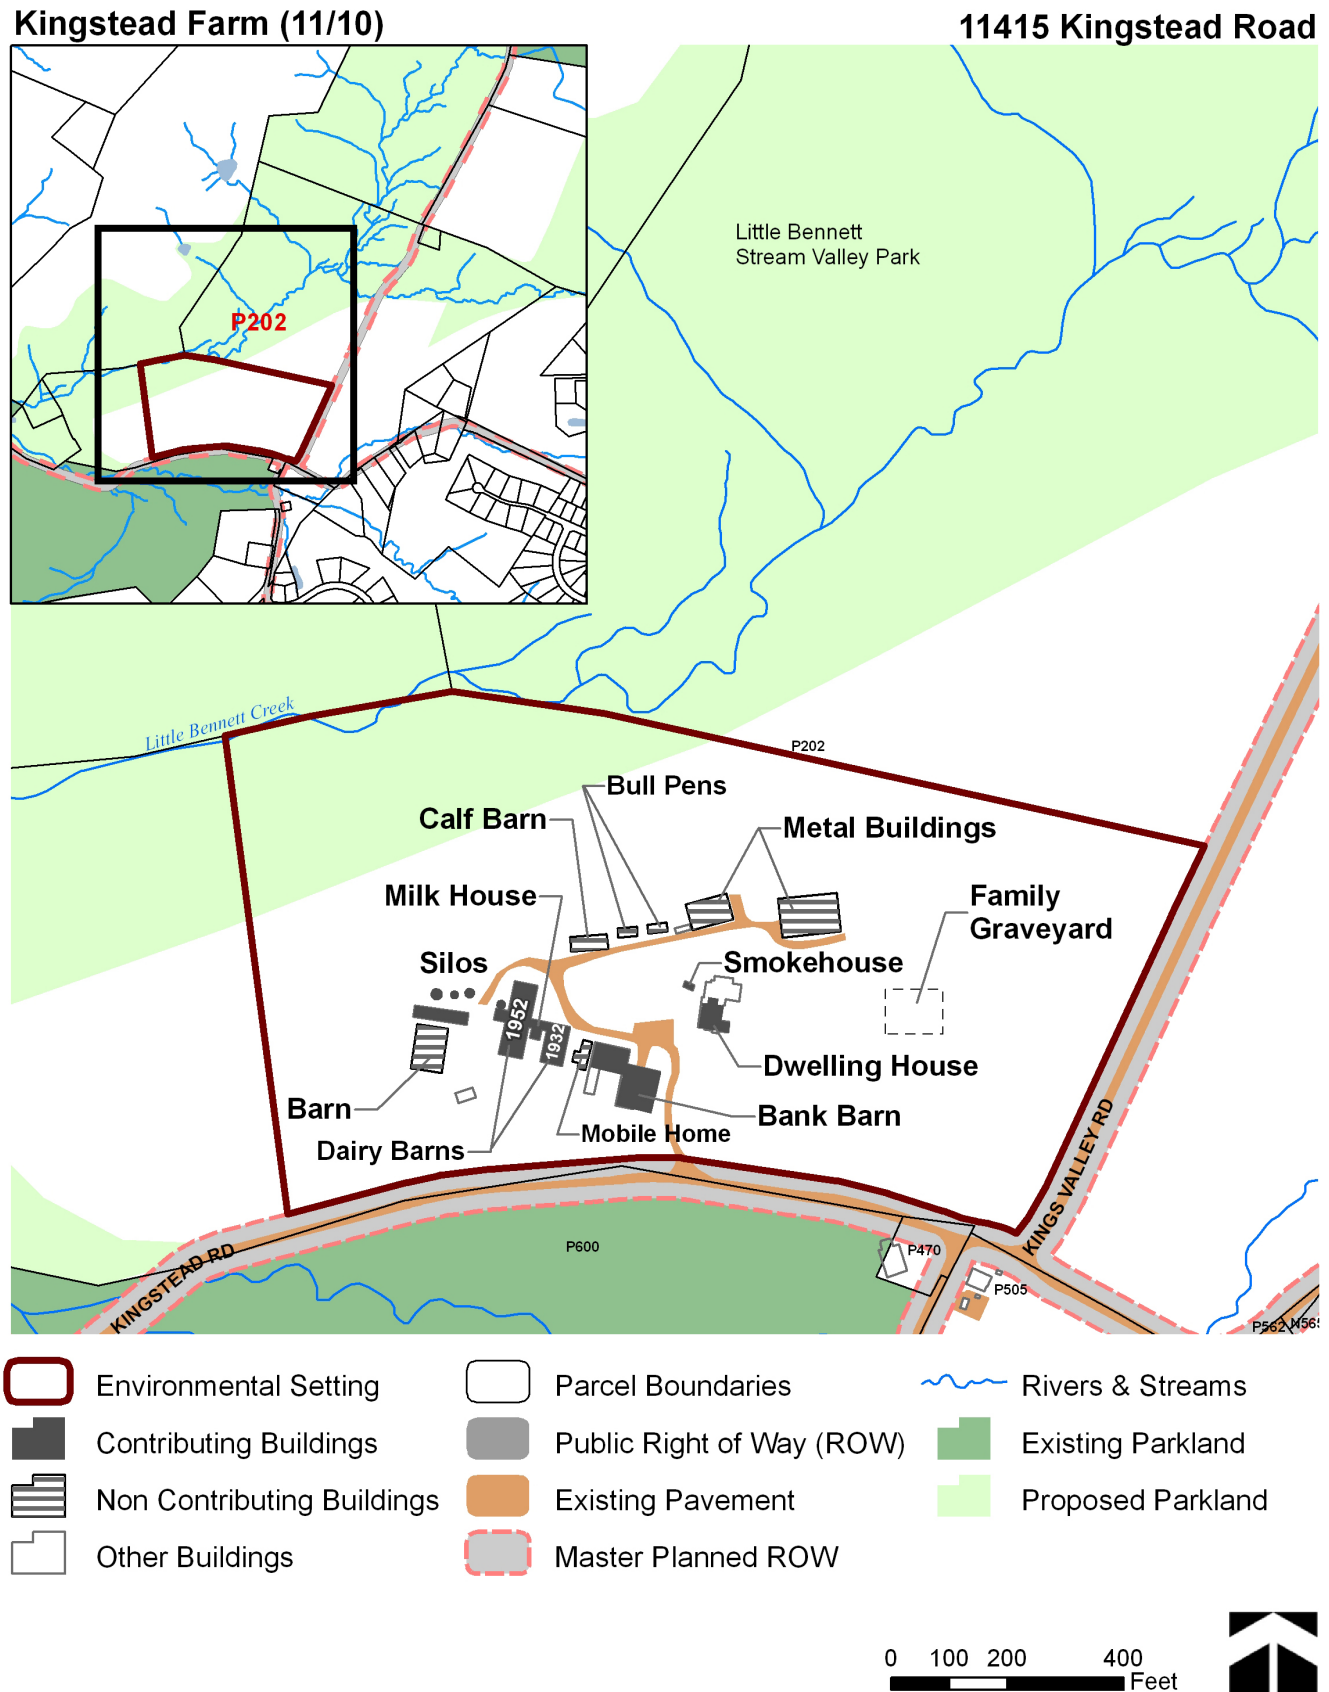 Kingstead Farm (11/10)
11415 Kingstead Road
P202
Little Bennett
Stream Valley Park
Little Bennett Creek
P202
Bull Pens
Calf Barn
Metal Buildings
Milk House
Family
Graveyard
Silos
Smokehouse
1952
1932
Dwelling House
Barn
Bank Barn
Mobile Home
Dairy Barns
KINGS VALLEY RD
KINGSTEAD RD
P600
P470
P505
P562
Environmental Setting
Parcel Boundaries
Rivers & Streams
Contributing Buildings
Public Right of Way (ROW)
Existing Parkland
Non Contributing Buildings
Existing Pavement
Proposed Parkland
Other Buildings
Master Planned ROW
0 100 200 400
Feet